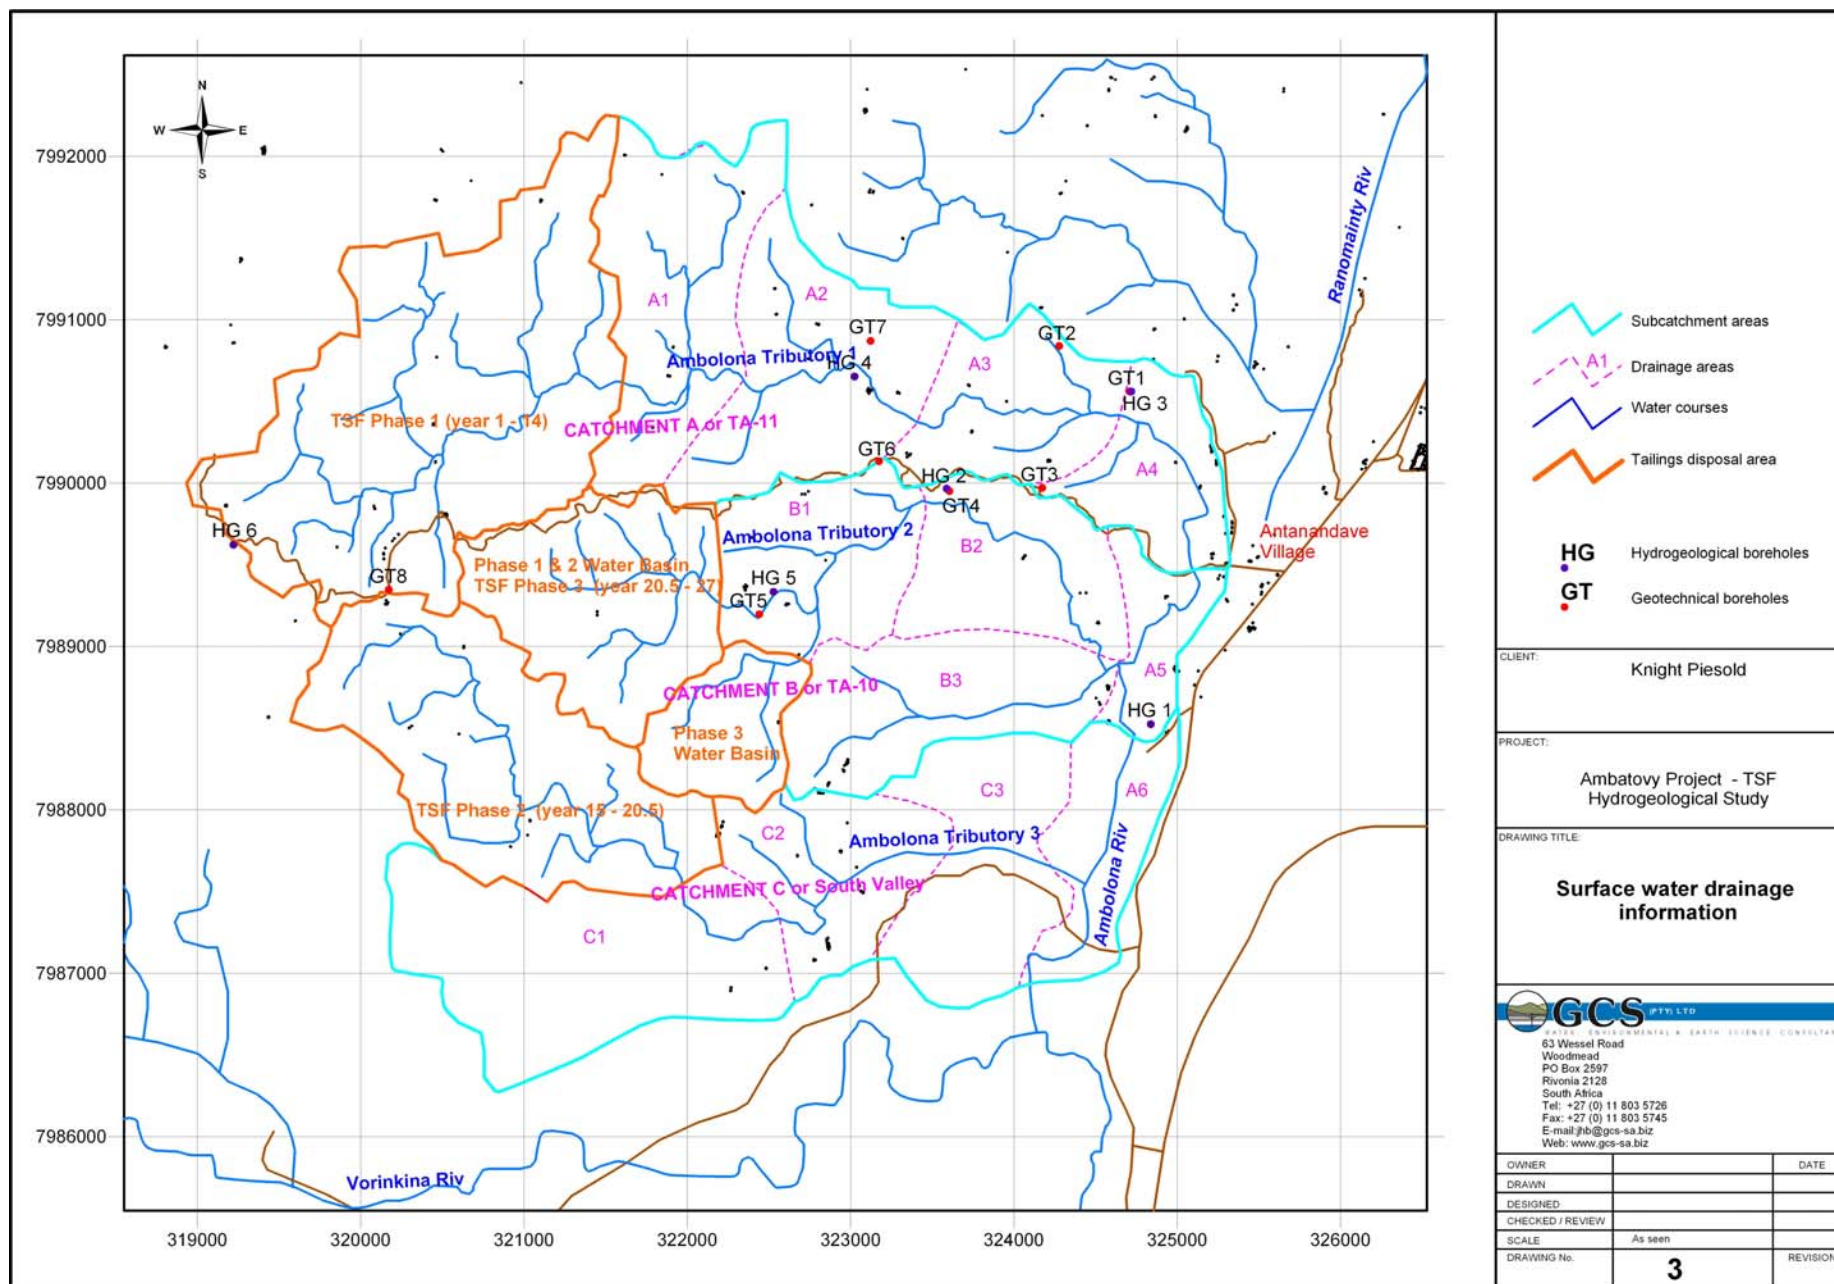 N
W E
S
7992000
7991000
7990000
7989000
7988000
7987000
7986000
319000 320000 321000 322000 323000 324000 325000 326000
Ranomainty Riv
A1
A2
GT7
GT2
Ambolona Tributory 1
HG 4
A3
GT1
HG 3
TSF Phase 1 (year 1 - 14)
CATCHMENT A or TA-11
GT6
HG 2
GT3
A4
GT4
B1
HG 6
Ambolona Tributory 2
B2
Antanandave
Village
Phase 1 & 2 Water Basin
TSF Phase 3 (year 20.5 - 27)
GT8
HG 5
GT5
CATCHMENT B or TA-10
B3
A5
HG 1
Phase 3
Water Basin
TSF Phase 2 (year 15 - 20.5)
C3
A6
C2
Ambolona Tributory 3
CATCHMENT C or South Valley
Ambolona Riv
C1
Vorinkina Riv
Subcatchment areas
A1
Drainage areas
Water courses
Tailings disposal area
HG
Hydrogeological boreholes
GT
Geotechnical boreholes
CLIENT:
Knight Piesold
PROJECT:
Ambatovy Project - TSF
Hydrogeological Study
DRAWING TITLE:
Surface water drainage
information
GCS (PTY) LTD
WATER, ENVIRONMENTAL & EARTH SCIENCE
63 Wessel Road
Woodmead
PO Box 2597
Rivonia 2128
South Africa
Tel: +27 (0) 11 803 5726
Fax: +27 (0) 11 803 5745
E-mail:jhb@gcs-sa.biz
Web: www.gcs-sa.biz
OWNER DATE
DRAWN
DESIGNED
CHECKED / REVIEW
SCALE As seen
DRAWING No. 3 REVISION